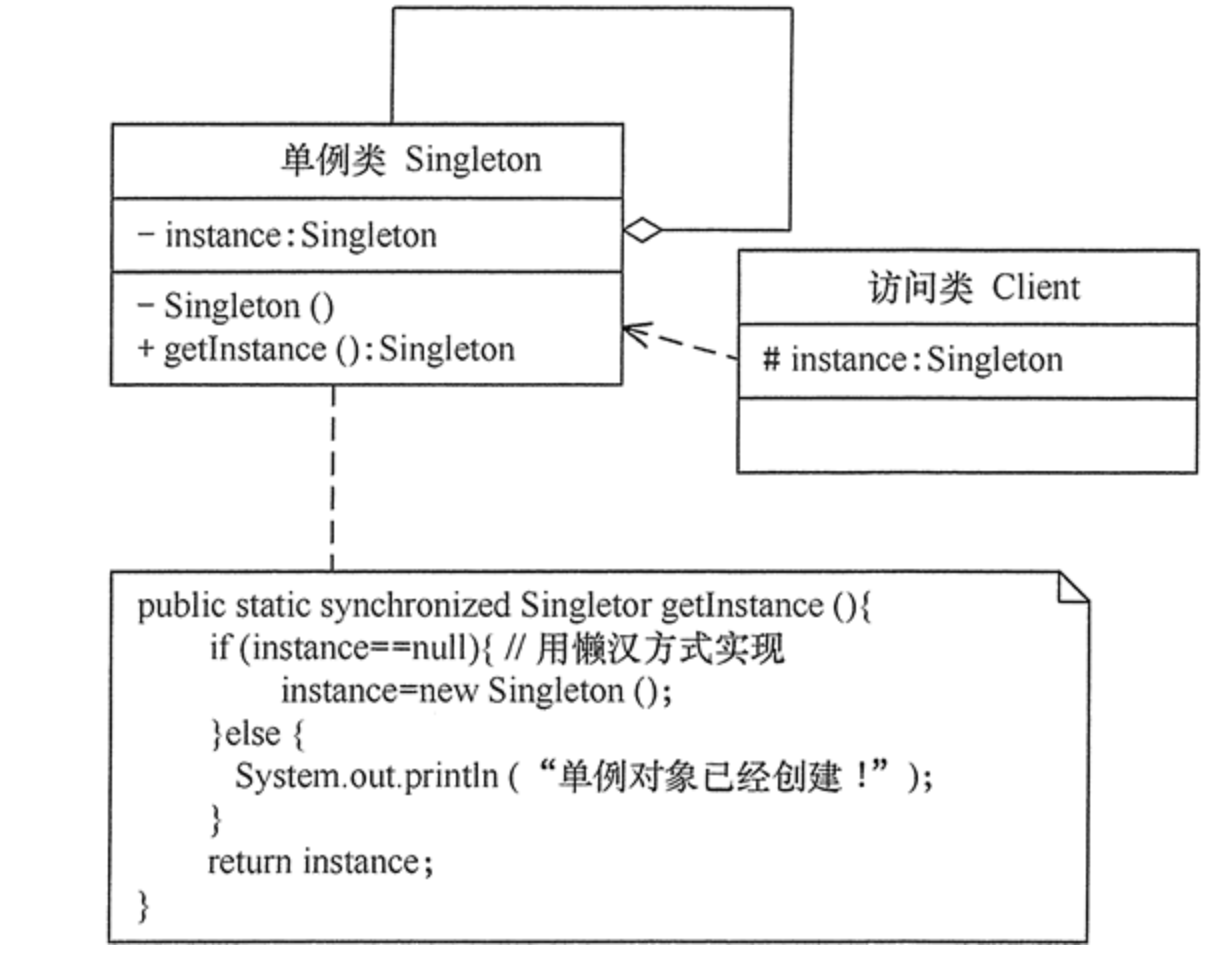 单例类 Singleton
- instance:Singleton
- Singleton ()
+ getInstance ():Singleton
访问类 Client
# instance:Singleton
public static synchronized Singletor getInstance (){
if (instance==null){ // 用懒汉方式实现
instance=new Singleton ();
}else {
System.out.println ( “单例对象已经创建！” );
}
return instance;
}